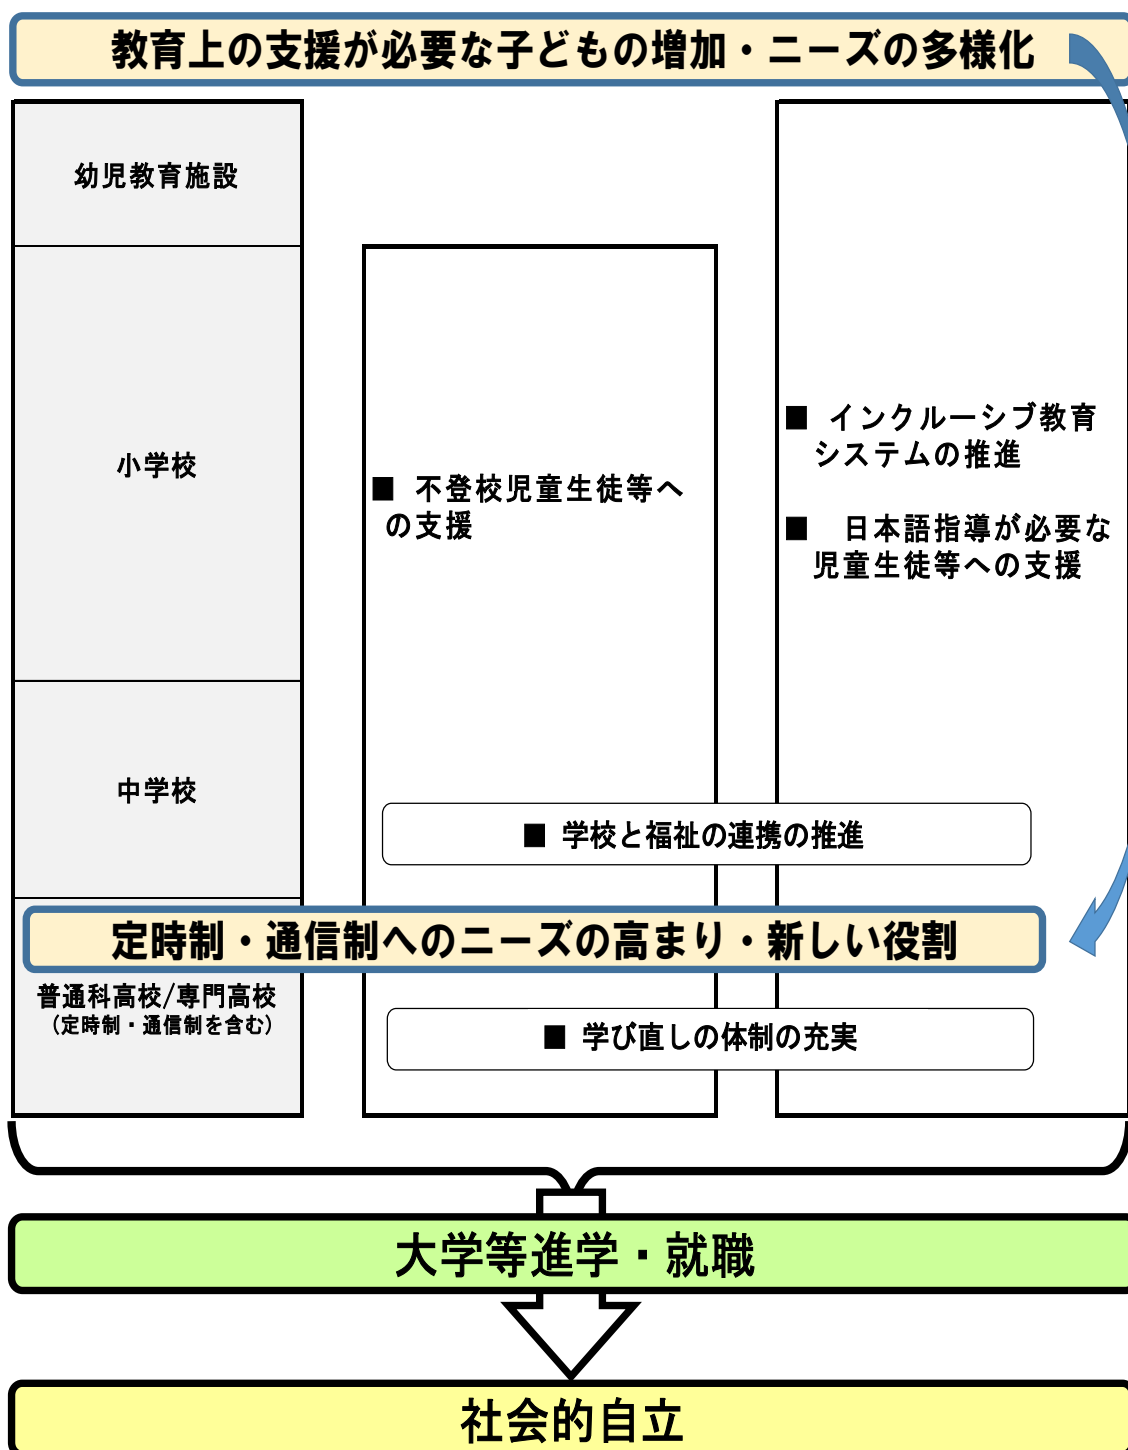 教育上の支援が必要な子どもの増加・ニーズの多様化
幼児教育施設
小学校
中学校
■ 不登校児童生徒等へ
の支援
■ インクルーシブ教育
システムの推進
■ 日本語指導が必要な
児童生徒等への支援
■ 学校と福祉の連携の推進
定時制・通信制へのニーズの高まり・新しい役割
普通科高校/専門高校
（定時制・通信制を含む）
■ 学び直しの体制の充実
大学等進学・就職
社会的自立